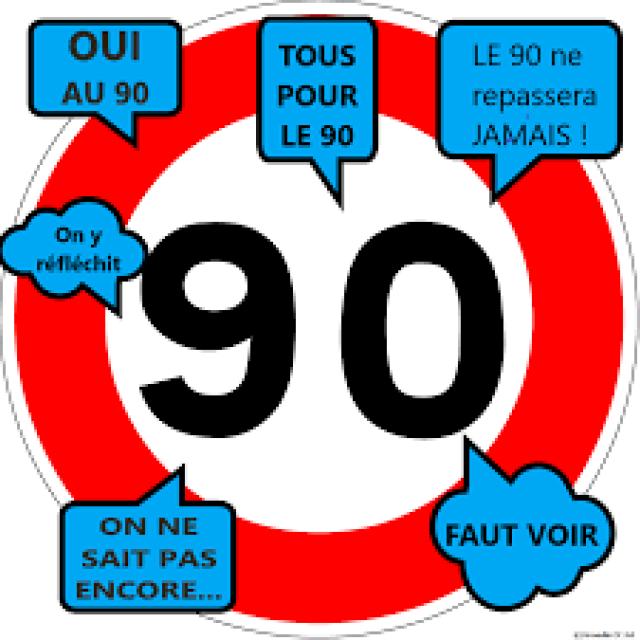 OUI
AU 90
TOUS
POUR
LE 90
LE 90 ne
repassera
JAMAIS !
On y
réfléchit
90
ON NE
SAIT PAS
ENCORE...
FAUT VOIR